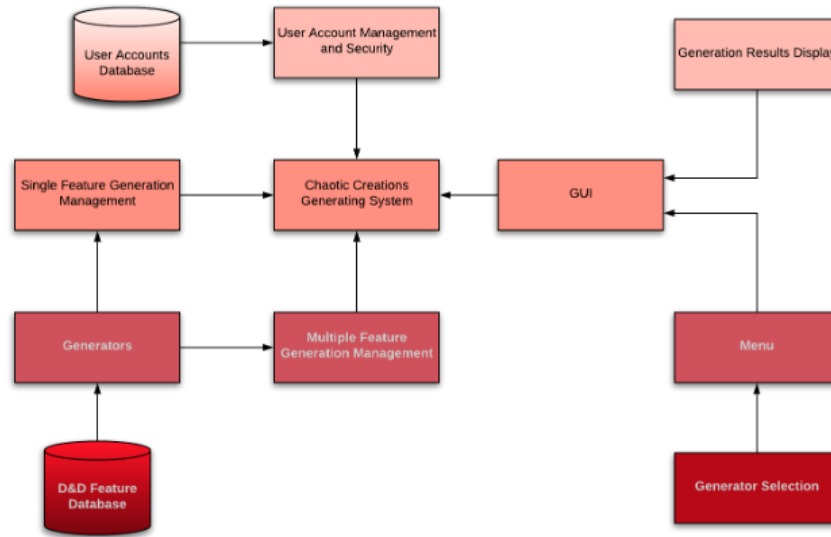 User Accounts
Database
User Account Management
and Security
Generation Results Display
Single Feature Generation
Management
Chaotic Creations
Generating System
GUI
Generators
Multiple Feature
Generation Management
Menu
D&D Feature
Database
Generator Selection